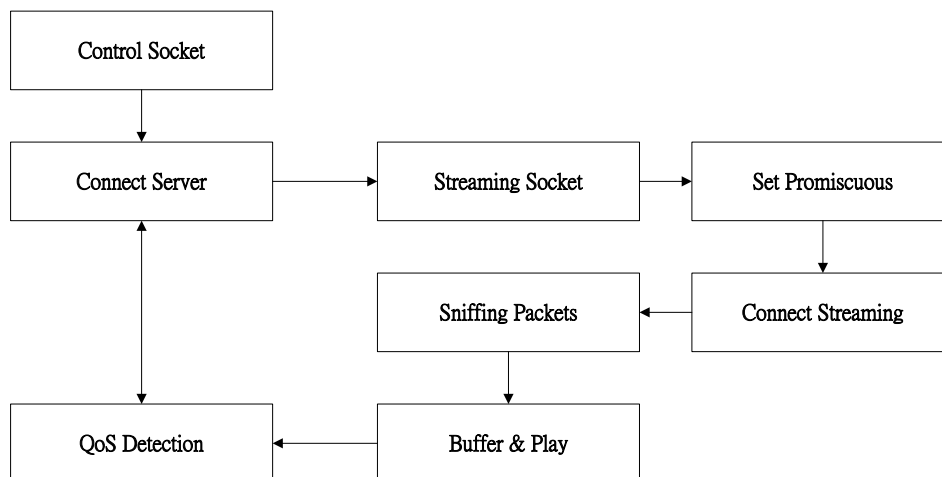 Control Socket
Connect Server
Streaming Socket
Set Promiscuous
Sniffing Packets
Connect Streaming
QoS Detection
Buffer & Play